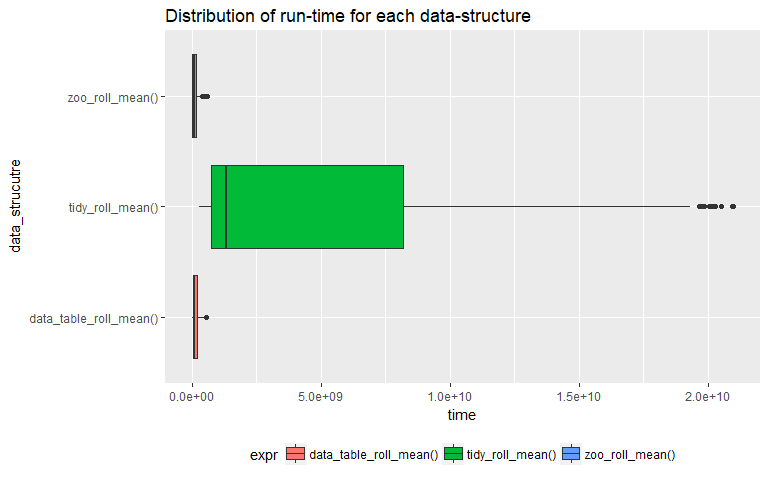 Distribution of run-time for each data-structure
data_strucutre
zoo_roll_mean()
tidy_roll_mean()
data_table_roll_mean()
0.0e+00 5.0e+09 1.0e+10 1.5e+10 2.0e+10
time
expr data_table_roll_mean() tidy_roll_mean() zoo_roll_mean()